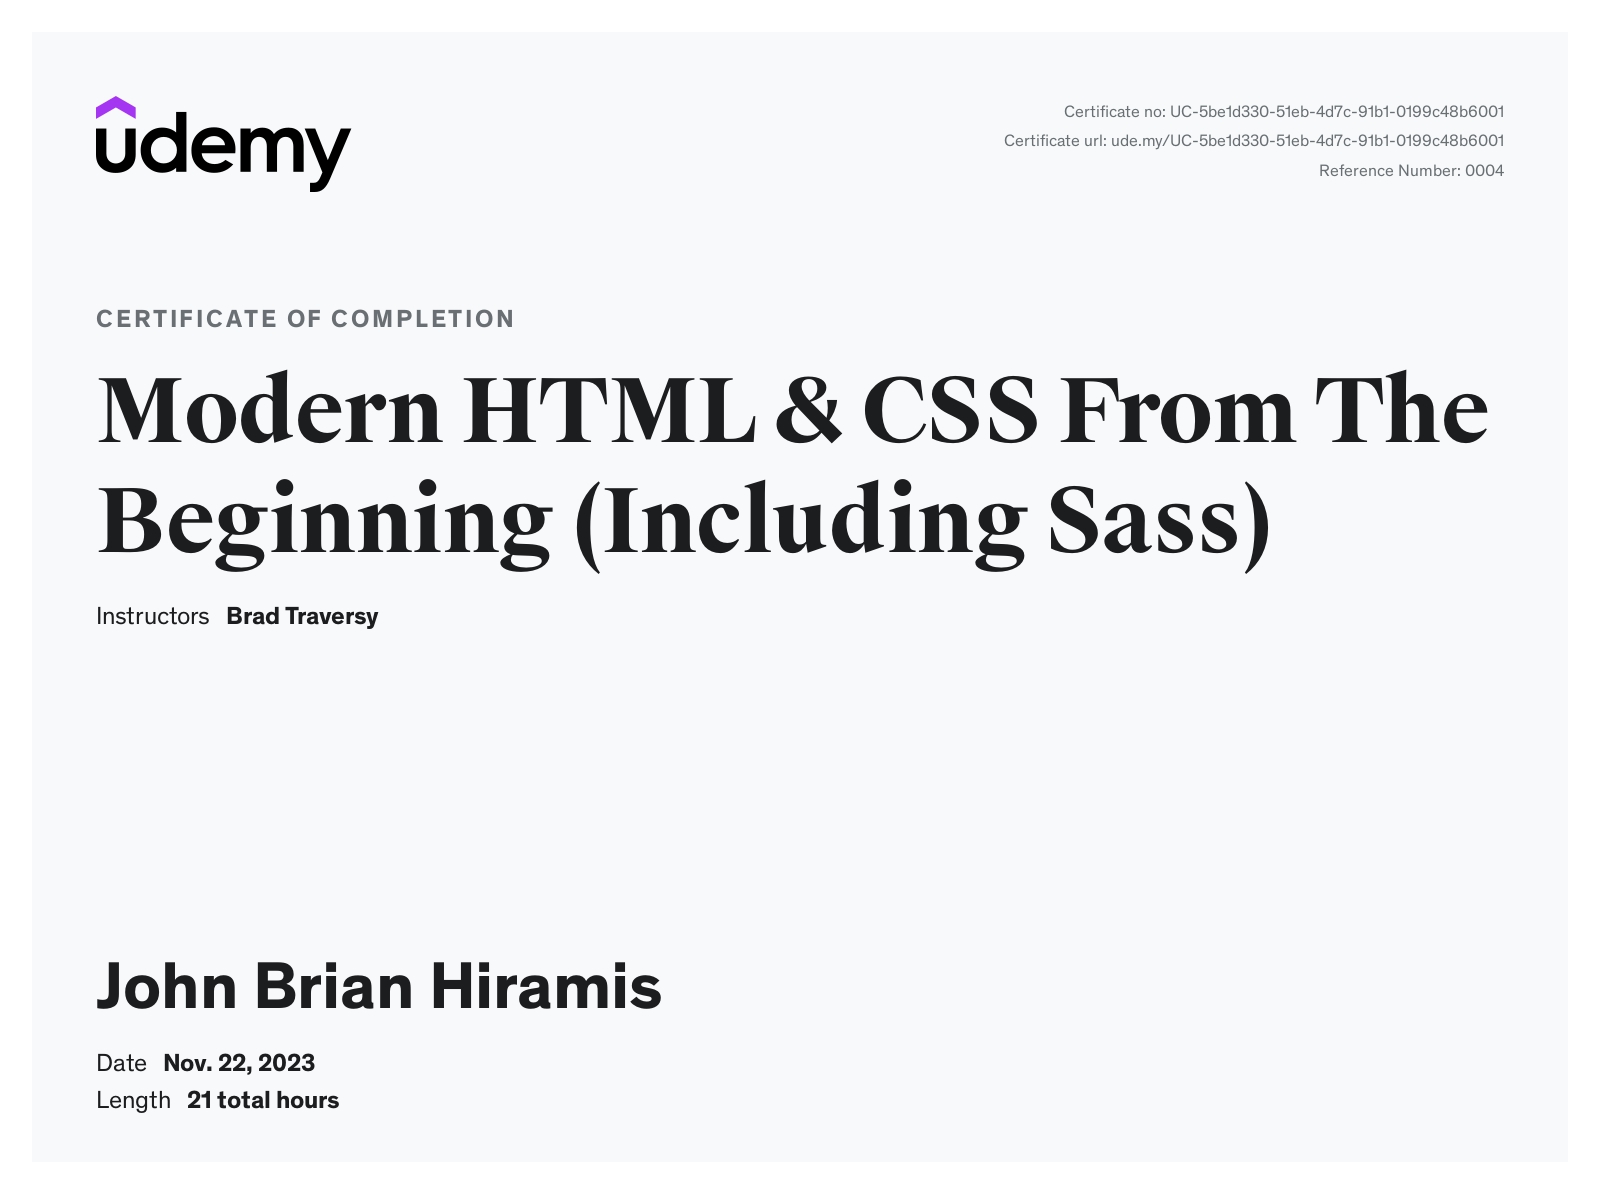 udemy
Certificate no: UC-5be1d330-51eb-4d7c-91b1-0199c48b6001
Certificate url: ude.my/UC-5be1d330-51eb-4d7c-91b1-0199c48b6001
Reference Number: 0004
CERTIFICATE OF COMPLETION
Modern HTML & CSS From The
Beginning (Including Sass)
Instructors Brad Traversy
John Brian Hiramis
Date Nov. 22, 2023
Length 21 total hours